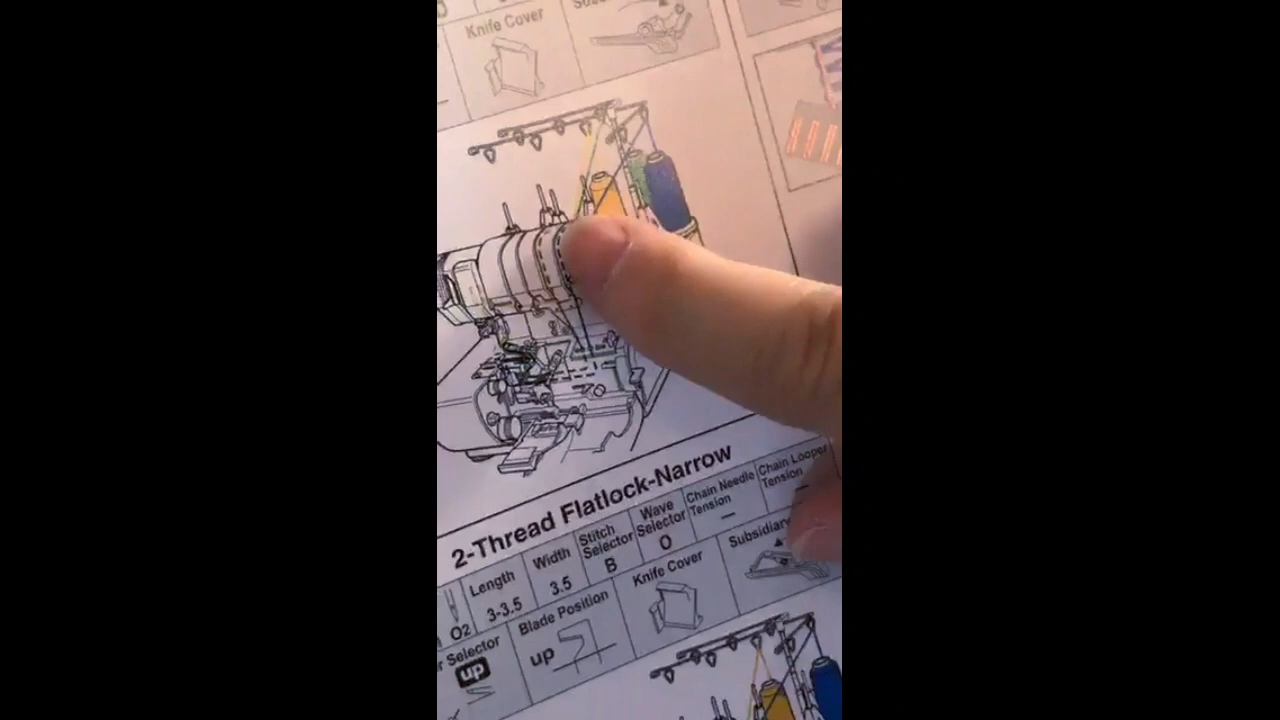 Knife Cover
2-Thread Flatlock-Narrow
Length
3-3.5
Width
3.5
Stitch
Selector
B
Wave
Selector
O
Chain Needle
Tension
—
Chain Looper
Tension
—
O2
Selector
up
Blade Position
up
Knife Cover
Subsidiary